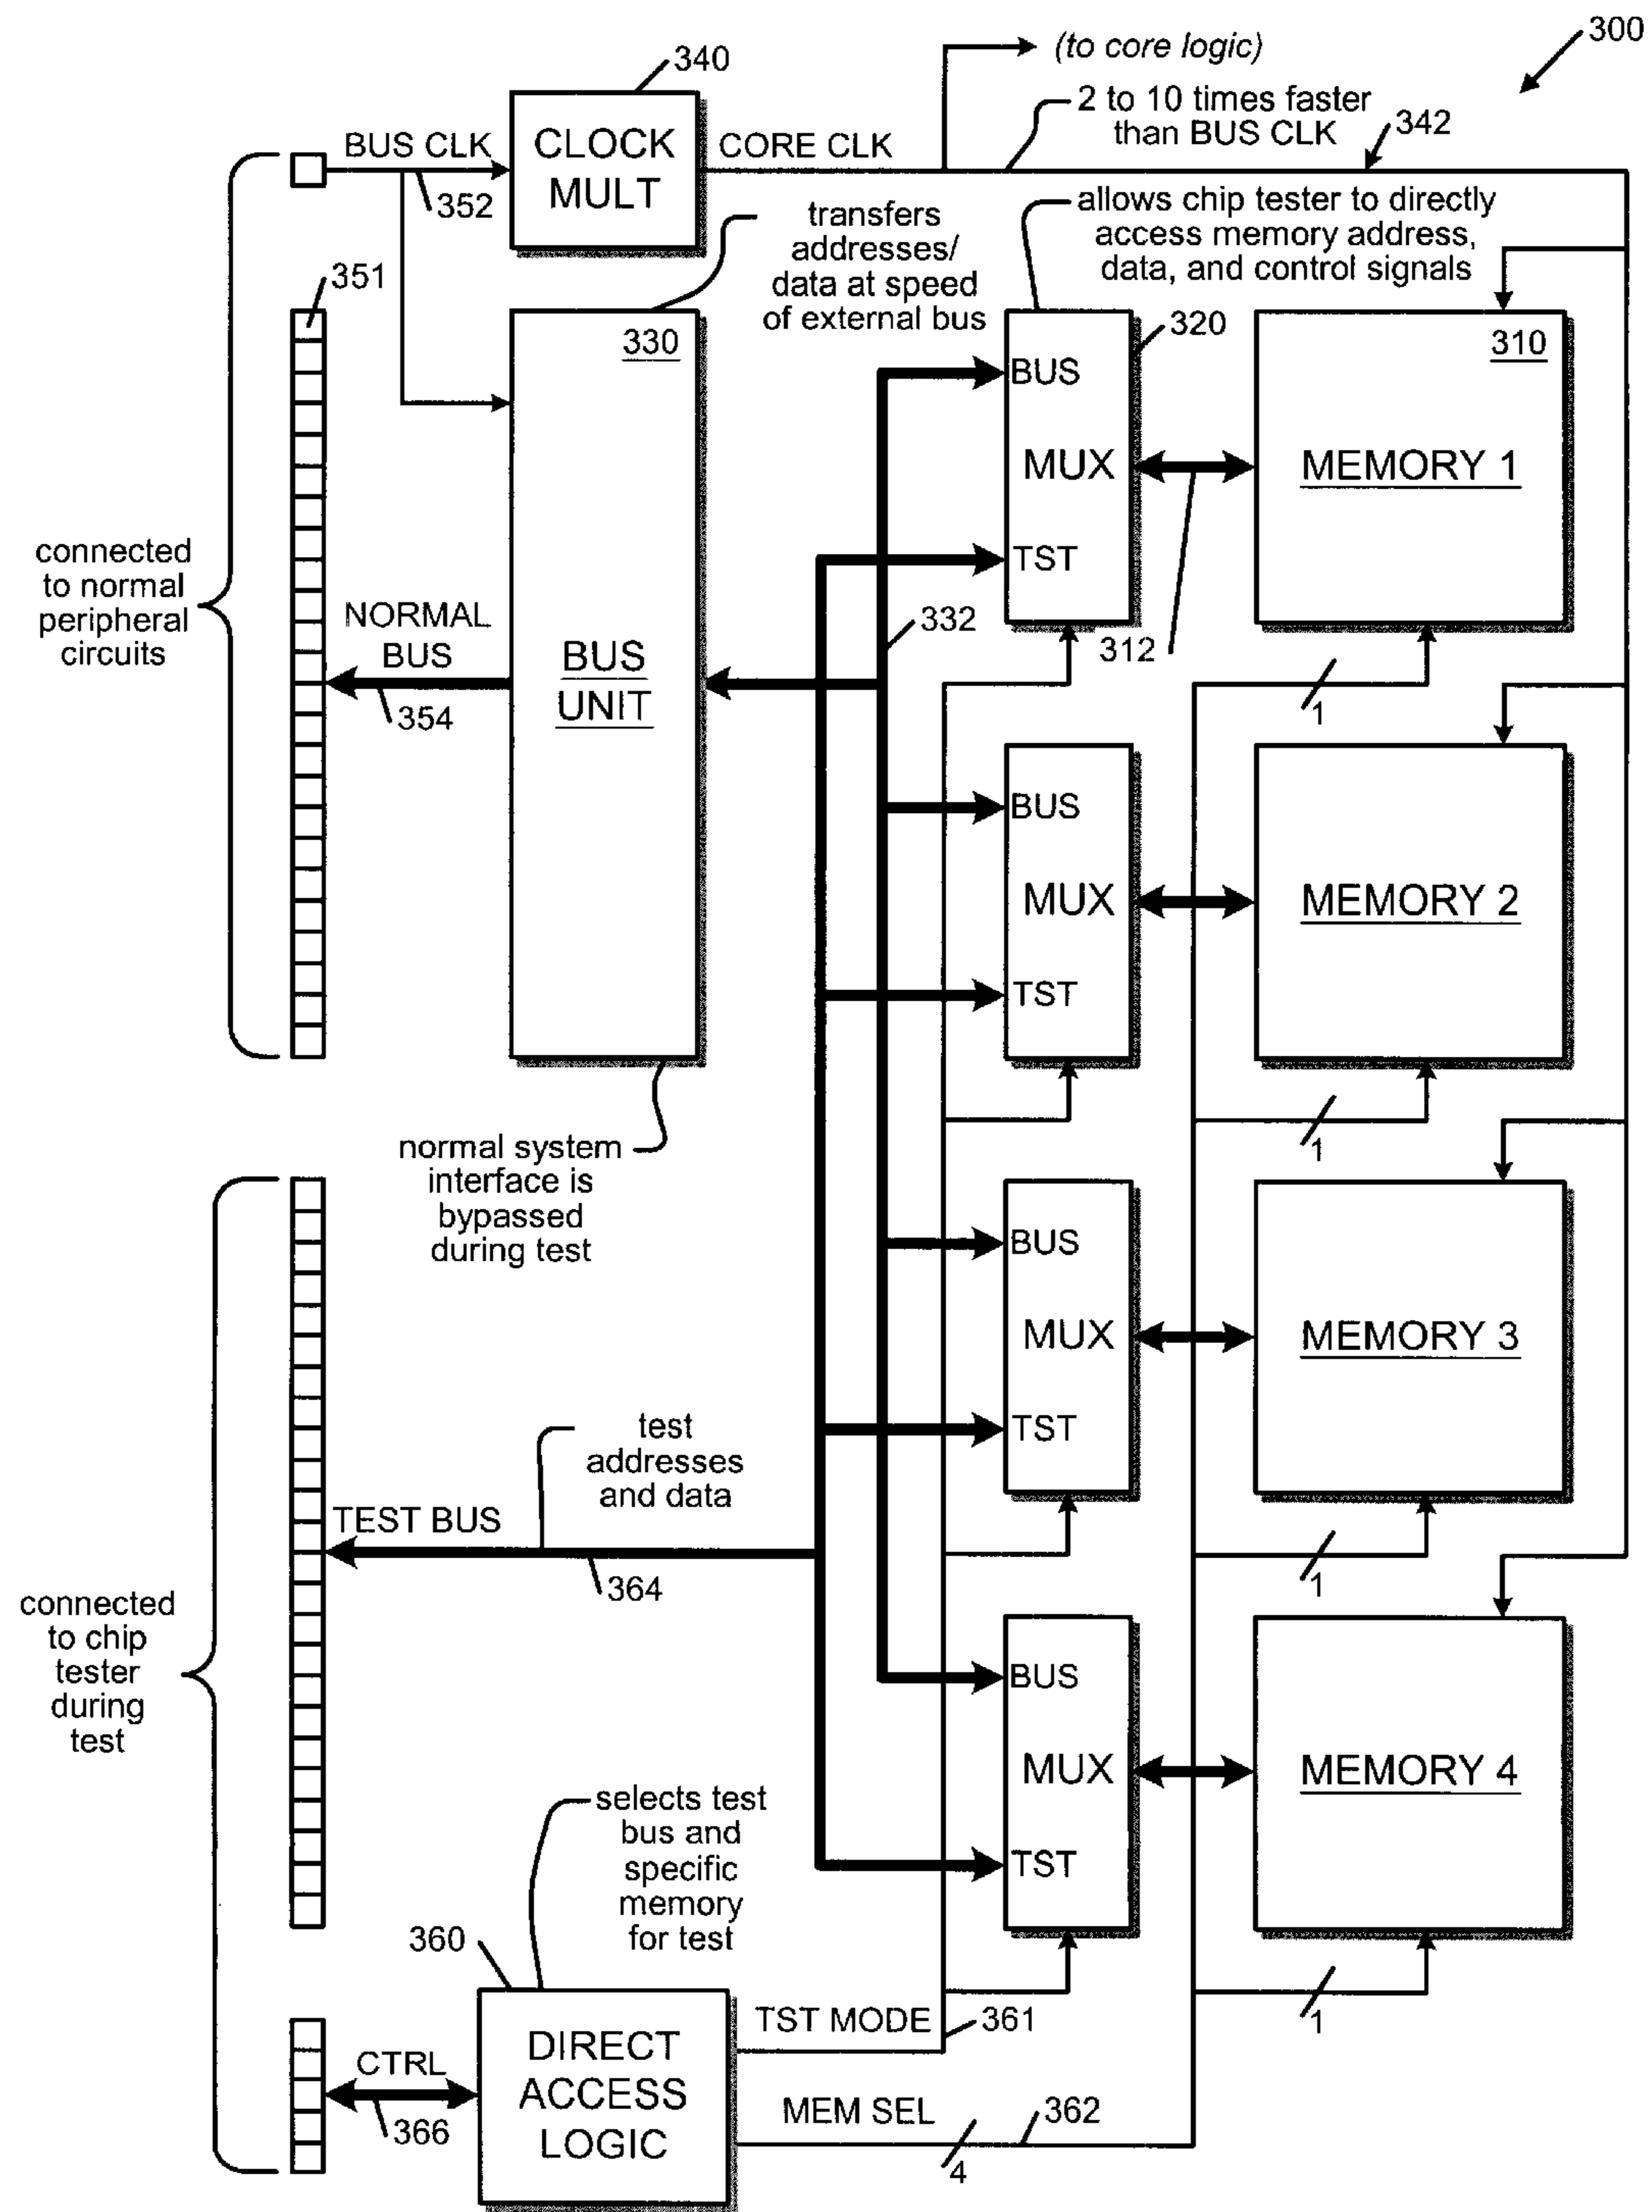 300
(to core logic)
340
2 to 10 times faster
than BUS CLK
342
BUS CLK
CLOCK
MULT
CORE CLK
352
transfers
addresses/
data at speed
of external bus
allows chip tester to directly
access memory address,
data, and control signals
351
330
320
310
BUS
MUX
TST
MEMORY 1
connected
to normal
peripheral
circuits
NORMAL
BUS
354
BUS
UNIT
332
312
1
BUS
MUX
TST
MEMORY 2
normal system
interface is
bypassed
during test
1
BUS
MUX
TST
MEMORY 3
test
addresses
and data
TEST BUS
364
1
connected
to chip
tester
during
test
BUS
MUX
TST
MEMORY 4
selects test
bus and
specific
memory
for test
360
1
DIRECT
ACCESS
LOGIC
TST MODE
361
CTRL
366
MEM SEL
362
4